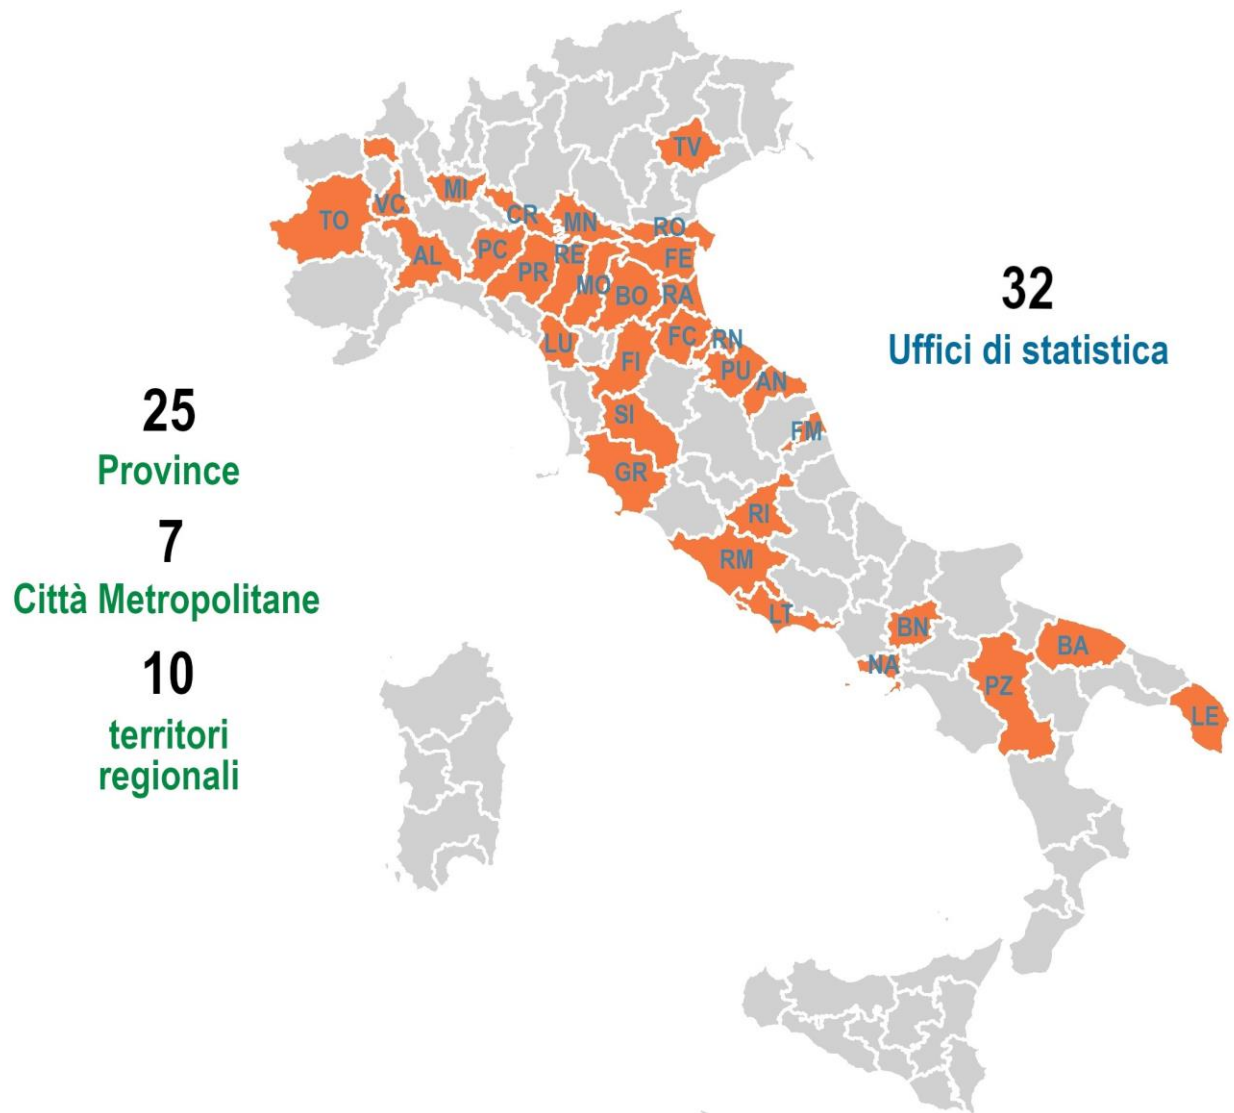 TV
MI
VC
TO
CR
MN
RO
AL
PC
PR
RE
MO
BO
FE
RA
FC
RN
LU
FI
PU
AN
SI
FM
GR
RI
RM
LT
BN
NA
BA
PZ
LE
32
Uffici di statistica
25
Province
7
Città Metropolitane
10
territori
regionali